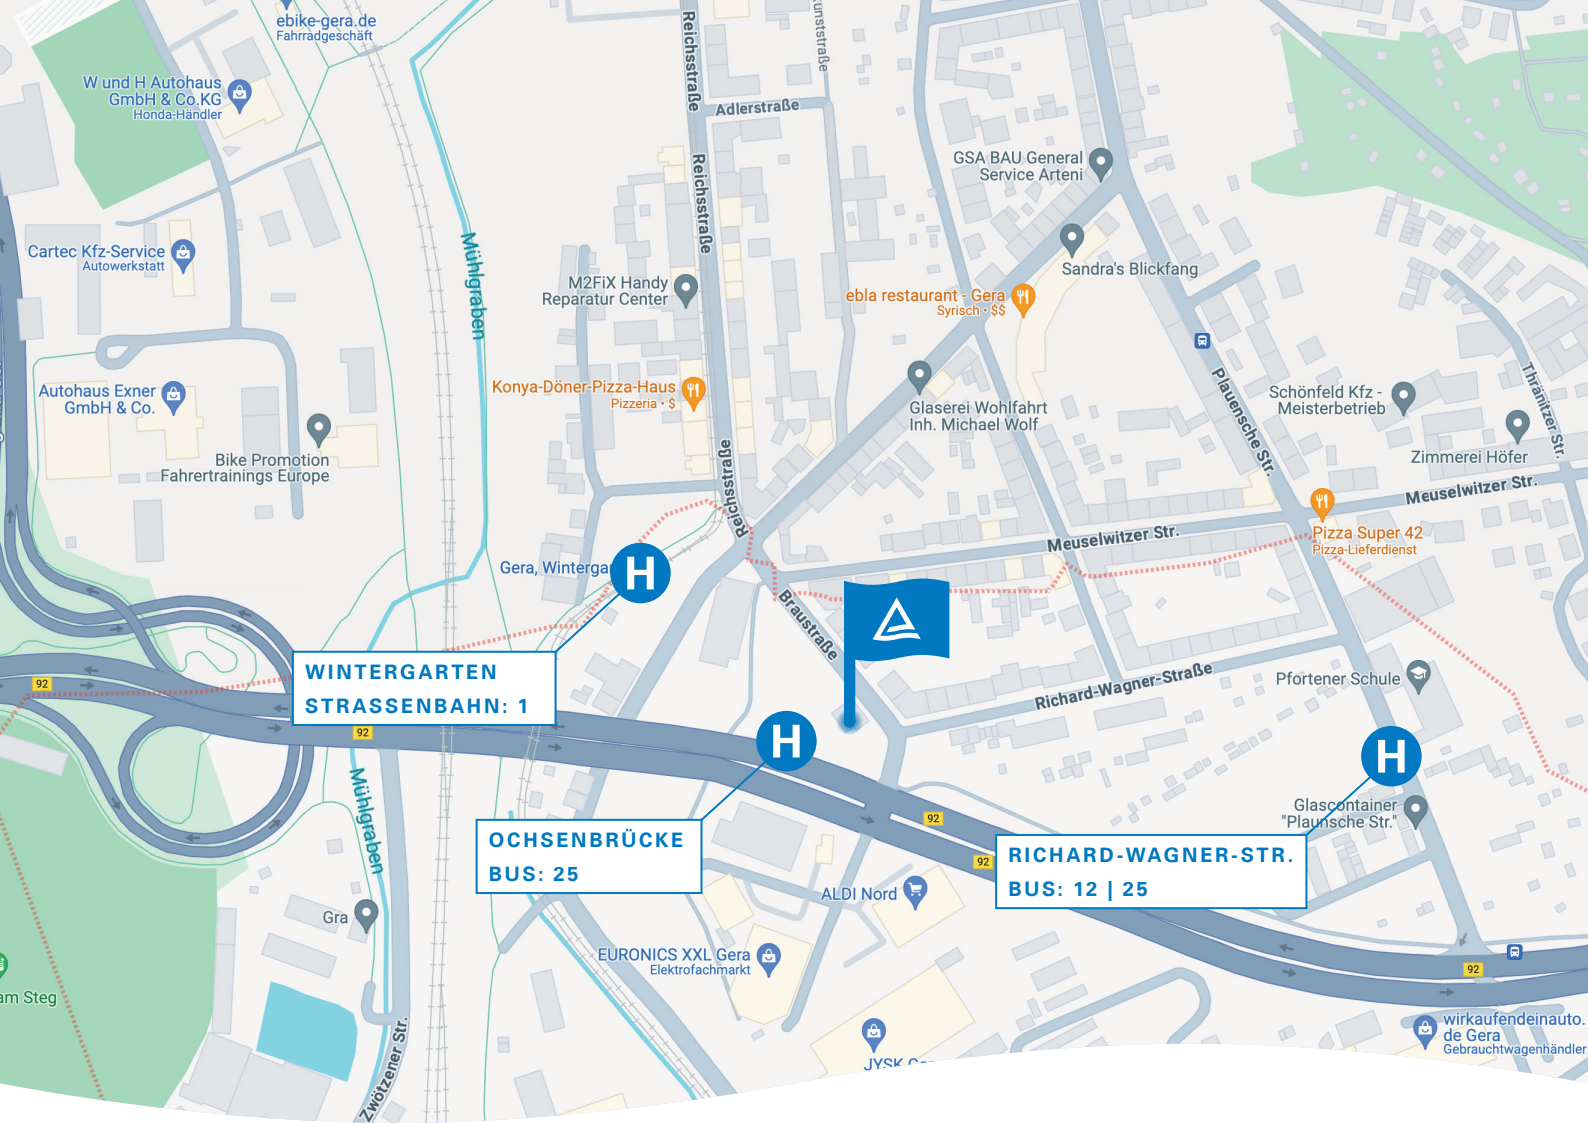 ebike-gera.de
Fahrradgeschäft
W und H Autohaus
GmbH & Co.KG
Honda-Händler
Reichsstraße
Adlerstraße
Reichsstraße
GSA BAU General
Service Arteni
Cartec Kfz-Service
Autowerkstatt
Mühlgraben
M2FiX Handy
Reparatur Center
Sandra's Blickfang
ebla restaurant - Gera
Syrisch • $$
Autohaus Exner
GmbH & Co.
Konya-Döner-Pizza-Haus
Pizzeria • $
Glaserei Wohlfahrt
Inh. Michael Wolf
Plauensche Str.
Schönfeld Kfz -
Meisterbetrieb
Thränitzer Str.
Bike Promotion
Fahrertrainings Europe
Reichsstraße
Zimmerei Höfer
Meuselwitzer Str.
Meuselwitzer Str.
Pizza Super 42
Pizza-Lieferdienst
Gera, Winterga
H
Braustraße
WINTERGARTEN
STRASSENBAHN: 1
92
92
Richard-Wagner-Straße
Pfortener Schule
H
H
Mühlgraben
Glascontainer
"Plaunsche Str."
92
OCHSENBRÜCKE
BUS: 25
92
RICHARD-WAGNER-STR.
BUS: 12 | 25
ALDI Nord
Gra
EURONICS XXL Gera
Elektrofachmarkt
92
am Steg
Zwötzener Str.
wirkaufendeinauto.
de Gera
Gebrauchtwagenhändler